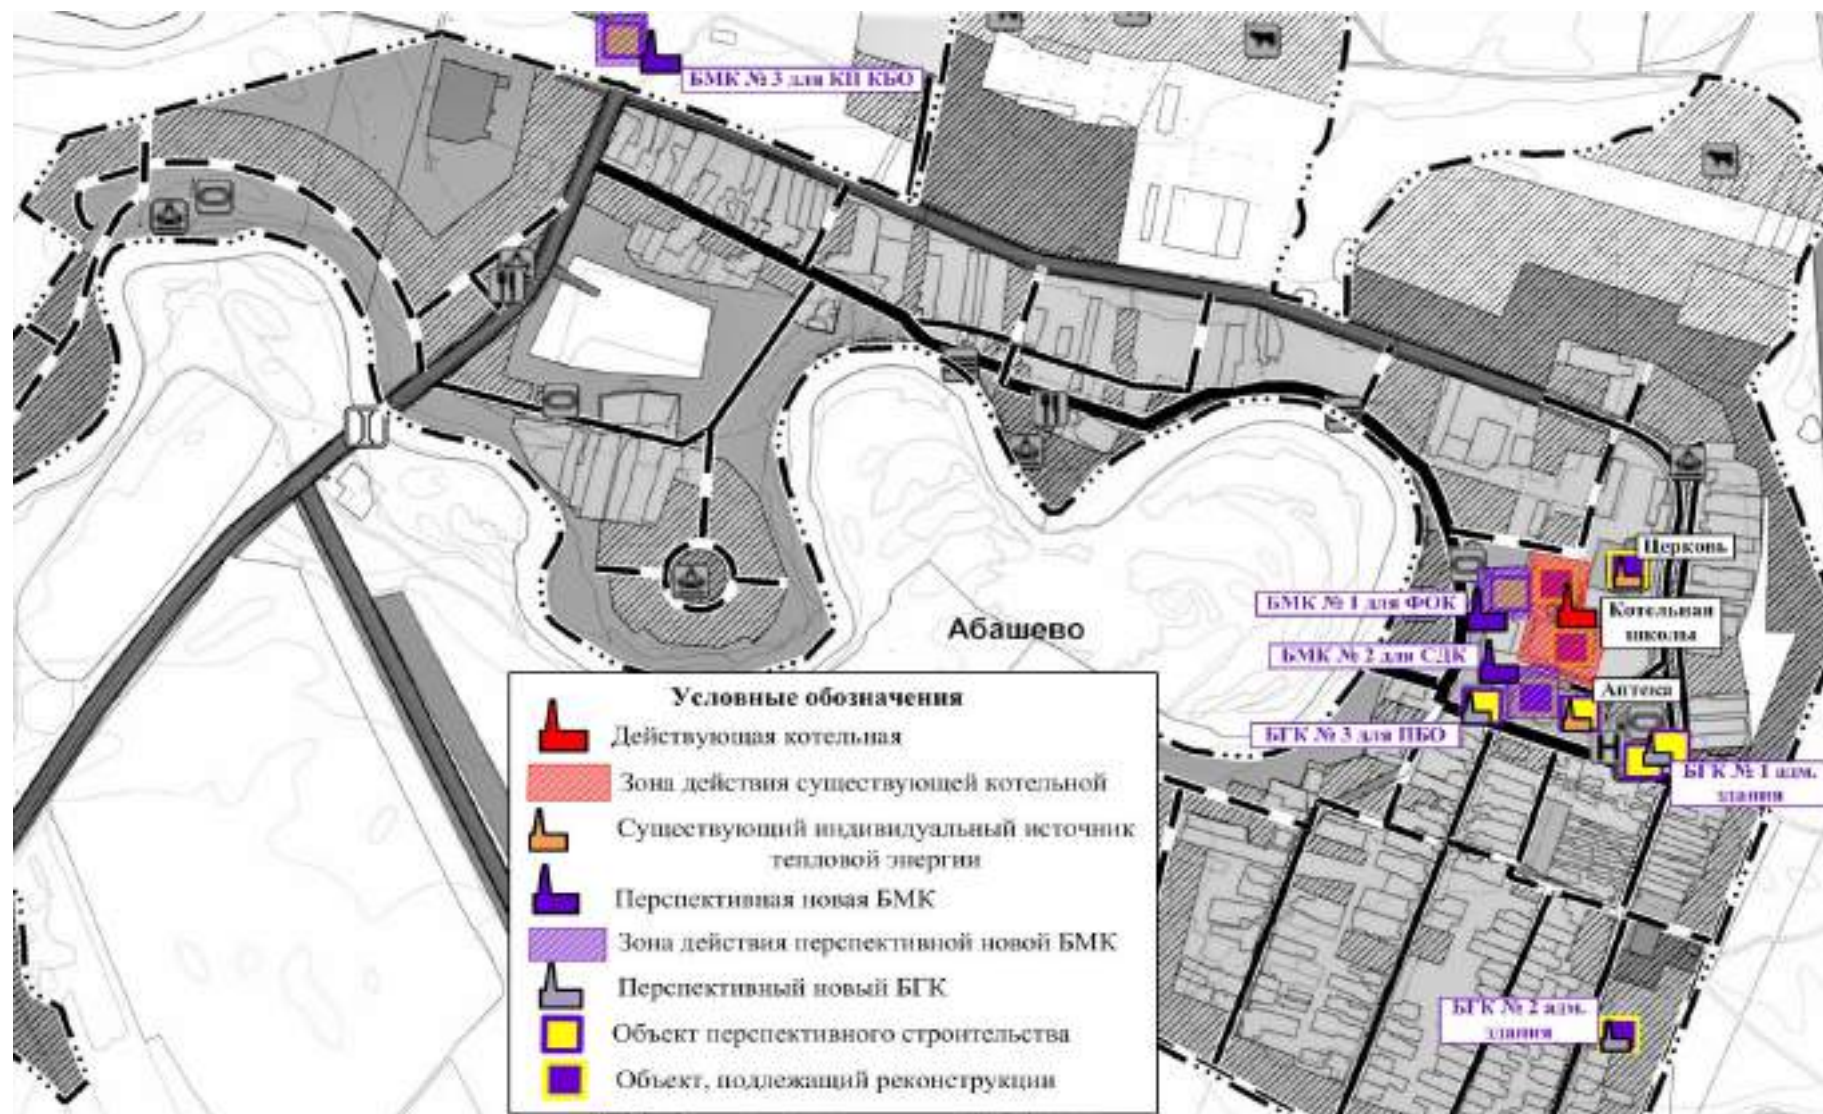 БМК № 3 для КП КБО
Церковь
БМК № 1 для ФОК
Котельная
школы
Абашево
БМК № 2 для СДК
Аптека
БГК № 3 для ПБО
БГК № 1 адм.
здания
Условные обозначения
Действующая котельная
Зона действия существующей котельной
Существующий индивидуальный источник
тепловой энергии
Перспективная новая БМК
Зона действия перспективной новой БМК
Перспективный новый БГК
Объект перспективного строительства
Объект, подлежащий реконструкции
БГК № 2 адм.
здания